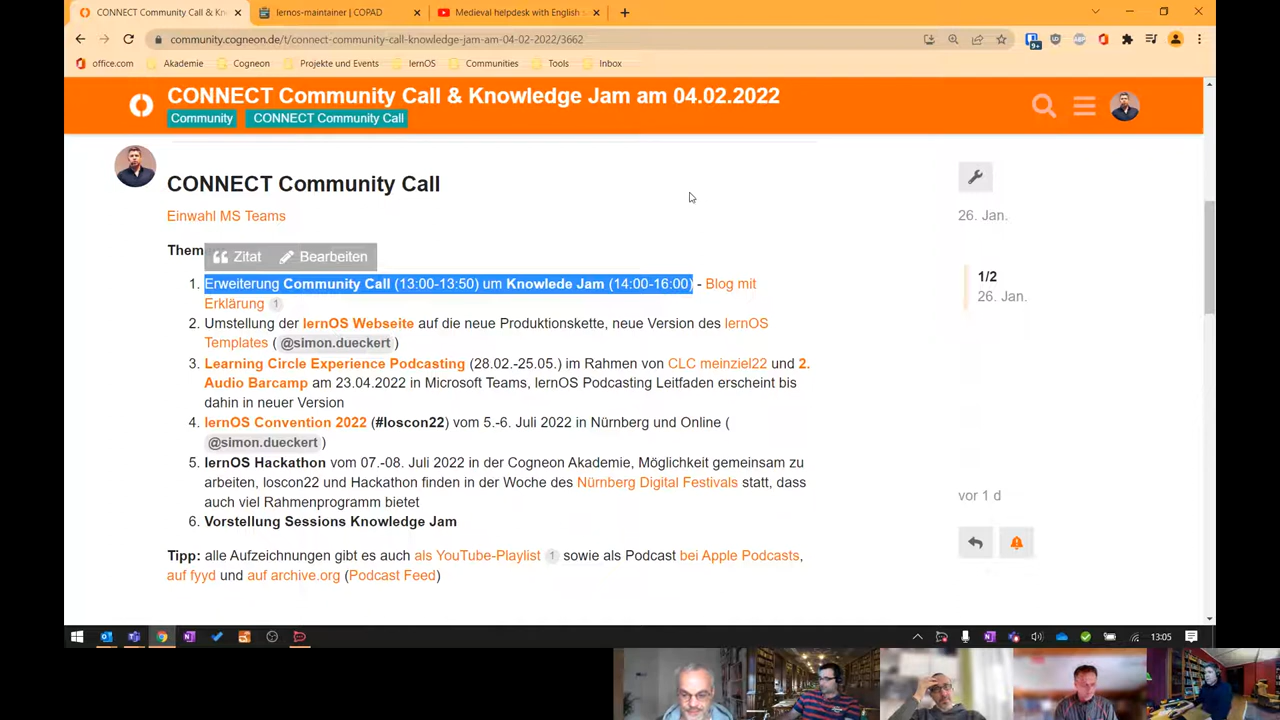 CONNECT Community Call & Kn
lernos-maintainer | COPAD
Medieval helpdesk with English s
community.cogneon.de/t/connect-community-call-knowledge-jam-am-04-02-2022/3662
9+
office.com
Akademie
Cogneon
Projekte und Events
lernOS
Communities
Tools
Inbox
CONNECT Community Call & Knowledge Jam am 04.02.2022
Community
CONNECT Community Call
CONNECT Community Call
26. Jan.
Einwahl MS Teams
Them
Zitat
Bearbeiten
1. Erweiterung Community Call (13:00-13:50) um Knowlede Jam (14:00-16:00) - Blog mit
Erklärung 1
1/2
26. Jan.
2. Umstellung der lernOS Webseite auf die neue Produktionskette, neue Version des lernOS
Templates ( @simon.dueckert )
3. Learning Circle Experience Podcasting (28.02.-25.05.) im Rahmen von CLC meinziel22 und 2.
Audio Barcamp am 23.04.2022 in Microsoft Teams, lernOS Podcasting Leitfaden erscheint bis
dahin in neuer Version
4. lernOS Convention 2022 (#loscon22) vom 5.-6. Juli 2022 in Nürnberg und Online (
@simon.dueckert )
5. lernOS Hackathon vom 07.-08. Juli 2022 in der Cogneon Akademie, Möglichkeit gemeinsam zu
arbeiten, loscon22 und Hackathon finden in der Woche des Nürnberg Digital Festivals statt, dass
auch viel Rahmenprogramm bietet
vor 1 d
6. Vorstellung Sessions Knowledge Jam
Tipp: alle Aufzeichnungen gibt es auch als YouTube-Playlist 1 sowie als Podcast bei Apple Podcasts,
auf fyyd und auf archive.org (Podcast Feed)
13:05